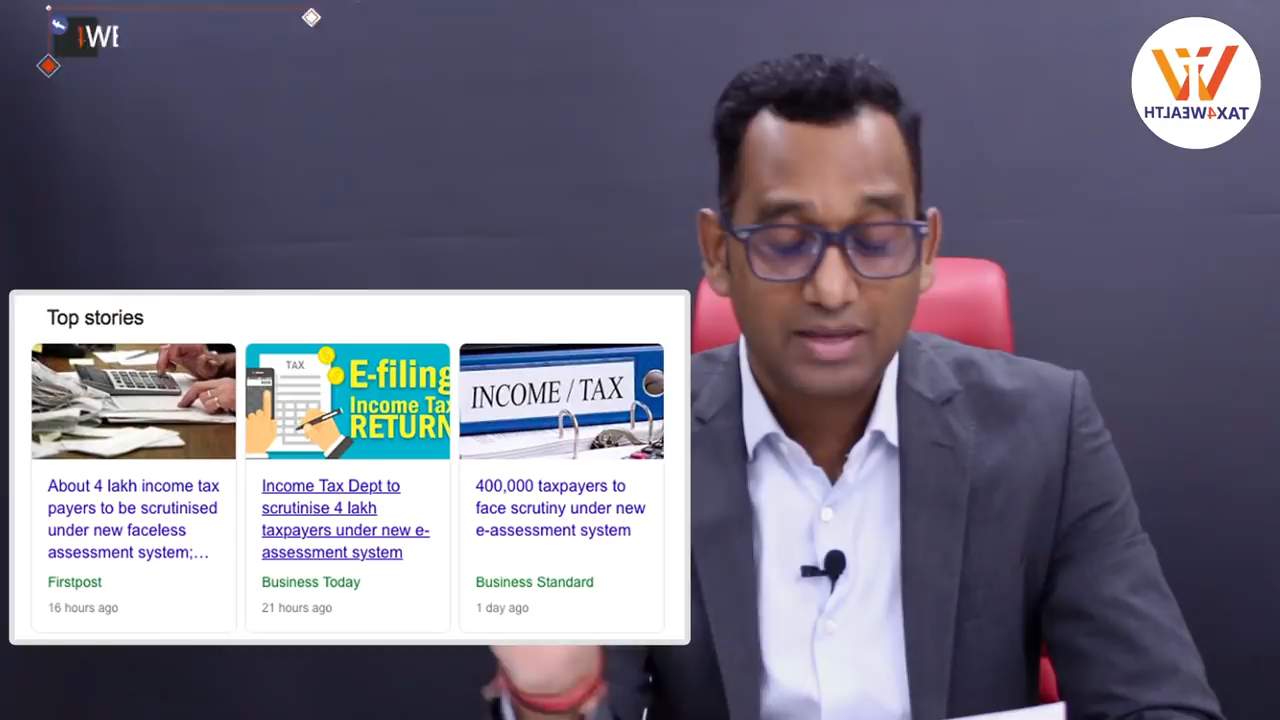 WE
TAX4WEALTH
Top stories
TAX
E-filing
Income Tax
RETURN
INCOME / TAX
About 4 lakh income tax
payers to be scrutinised
under new faceless
assessment system;...
Firstpost
16 hours ago
Income Tax Dept to
scrutinise 4 lakh
taxpayers under new e-
assessment system
Business Today
21 hours ago
400,000 taxpayers to
face scrutiny under new
e-assessment system
Business Standard
1 day ago